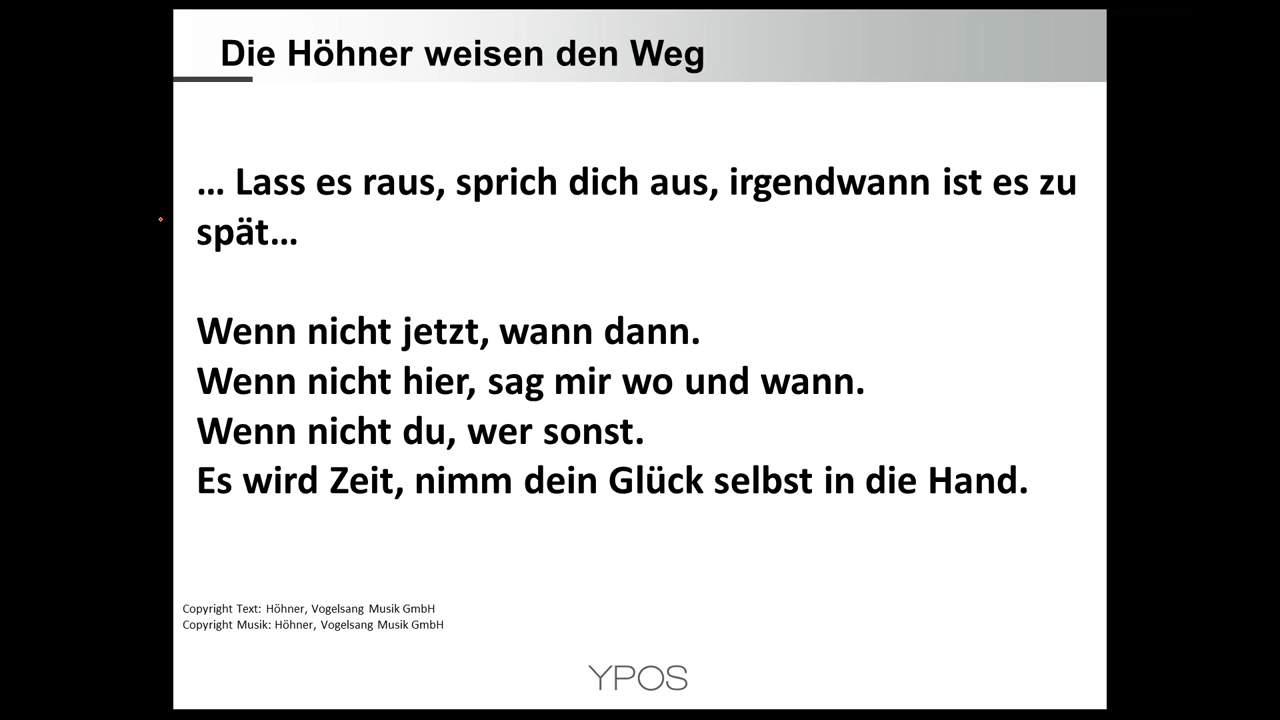 Die Höhner weisen den Weg
... Lass es raus, sprich dich aus, irgendwann ist es zu
spät...
Wenn nicht jetzt, wann dann.
Wenn nicht hier, sag mir wo und wann.
Wenn nicht du, wer sonst.
Es wird Zeit, nimm dein Glück selbst in die Hand.
Copyright Text: Höhner, Vogelsang Musik GmbH
Copyright Musik: Höhner, Vogelsang Musik GmbH
YPOS